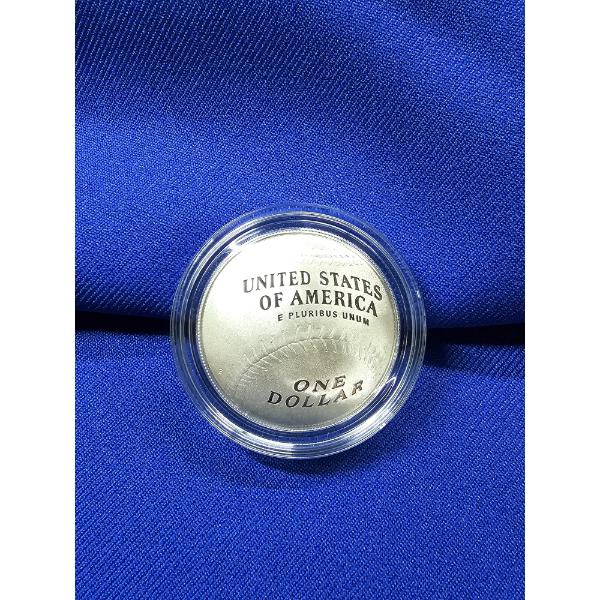 UNITED STATES
OF AMERICA
E PLURIBUS UNUM
ONE
DOLLAR